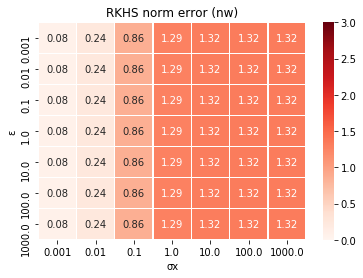 RKHS norm error (nw)
ε
0.001 0.08 0.24 0.86 1.29 1.32 1.32 1.32
0.01 0.08 0.24 0.86 1.29 1.32 1.32 1.32
0.1 0.08 0.24 0.86 1.29 1.32 1.32 1.32
1.0 0.08 0.24 0.86 1.29 1.32 1.32 1.32
10.0 0.08 0.24 0.86 1.29 1.32 1.32 1.32
100.0 0.08 0.24 0.86 1.29 1.32 1.32 1.32
1000.0 0.08 0.24 0.86 1.29 1.32 1.32 1.32
0.001 0.01 0.1 1.0 10.0 100.0 1000.0
σx
3.0
2.5
2.0
1.5
1.0
0.5
0.0